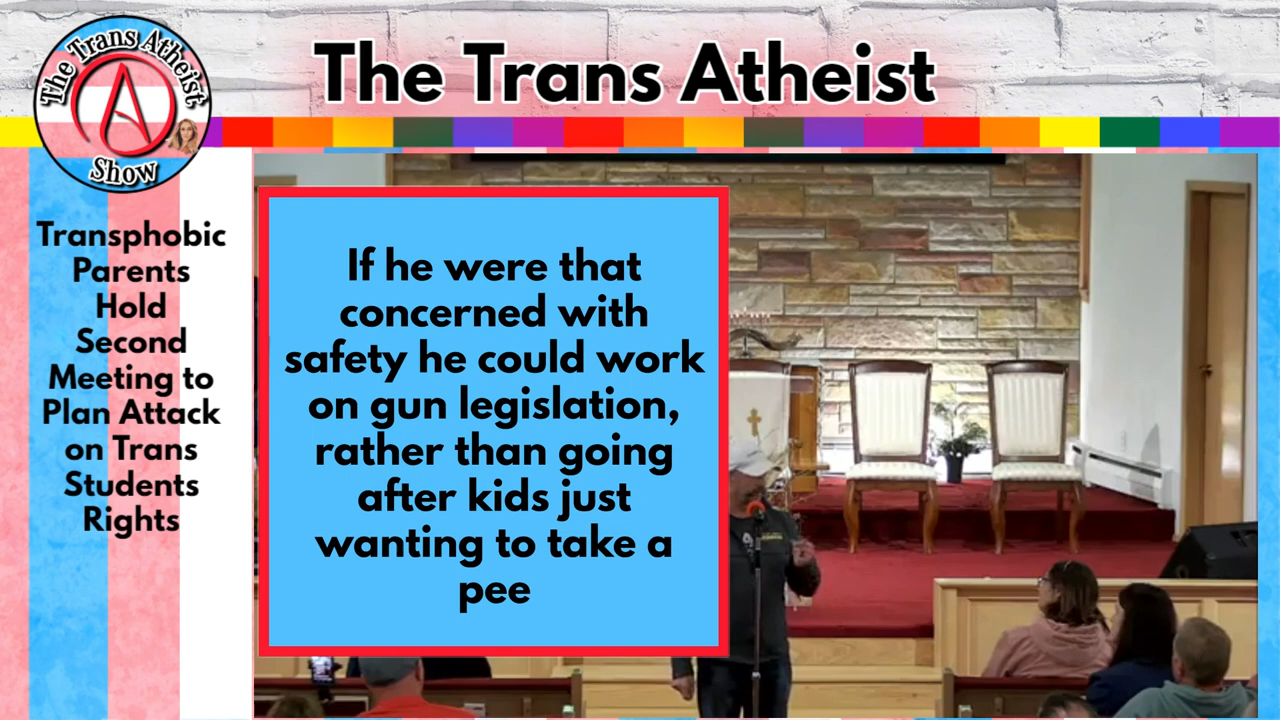 The Trans Atheist
Show
The Trans Atheist
Transphobic
Parents
Hold
Second
Meeting to
Plan Attack
on Trans
Students
Rights
If he were that
concerned with
safety he could work
on gun legislation,
rather than going
after kids just
wanting to take a
pee